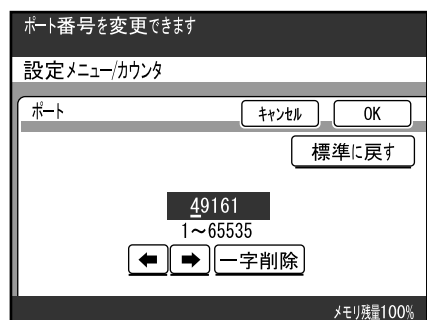 ポート番号を変更できます
設定メニュー/カウンタ
ポート
キャンセル
OK
標準に戻す
49161
1～65535
一字削除
メモリ残量100%